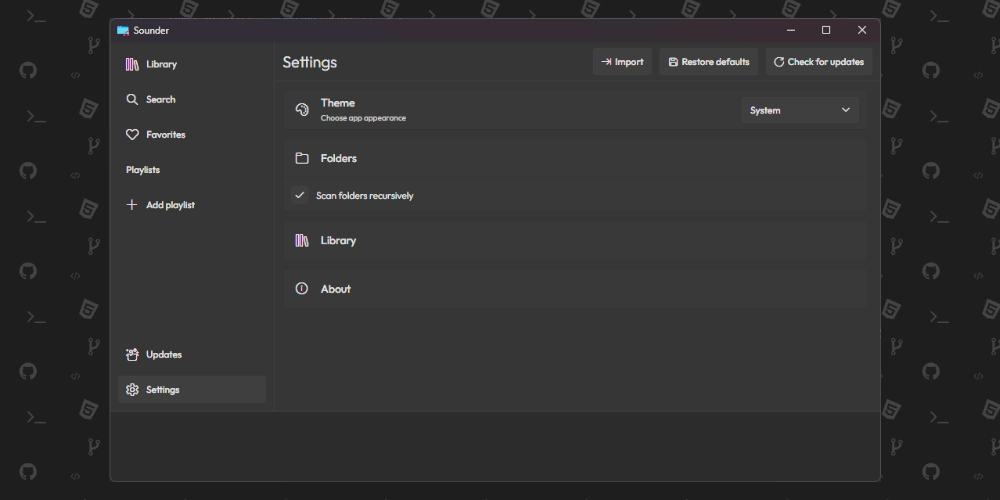 Sounder
Library
Search
Favorites
Playlists
Add playlist
Updates
Settings
Settings
Import
Restore defaults
Check for updates
Theme
Choose app appearance
System
Folders
Scan folders recursively
Library
About